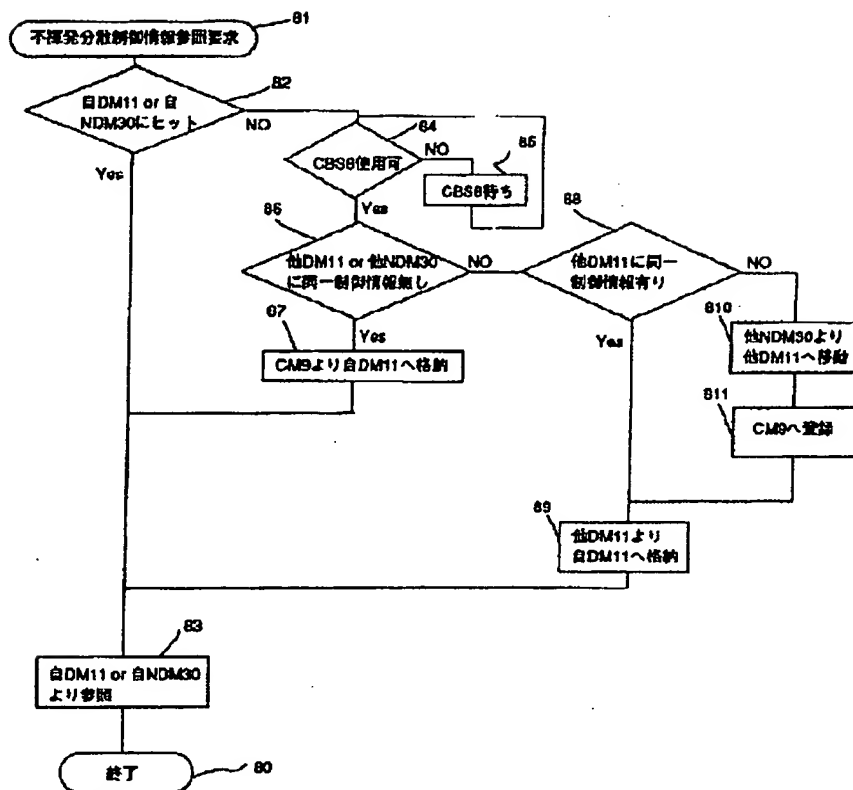 81
不揮発分散制御情報参照要求
82
自DM11 or 自
NDM30にヒット
NO
Yes
84
CBS6使用可
NO
85
CBS6待ち
Yes
86
他DM11 or 他NDM30
に同一制御情報無し
NO
88
他DM11に同一
制御情報有り
NO
Yes
87
CM9より自DM11へ格納
Yes
810
他NDM30より
他DM11へ移動
811
CM9へ登録
89
他DM11より
自DM11へ格納
83
自DM11 or 自NDM30
より参照
終了
80